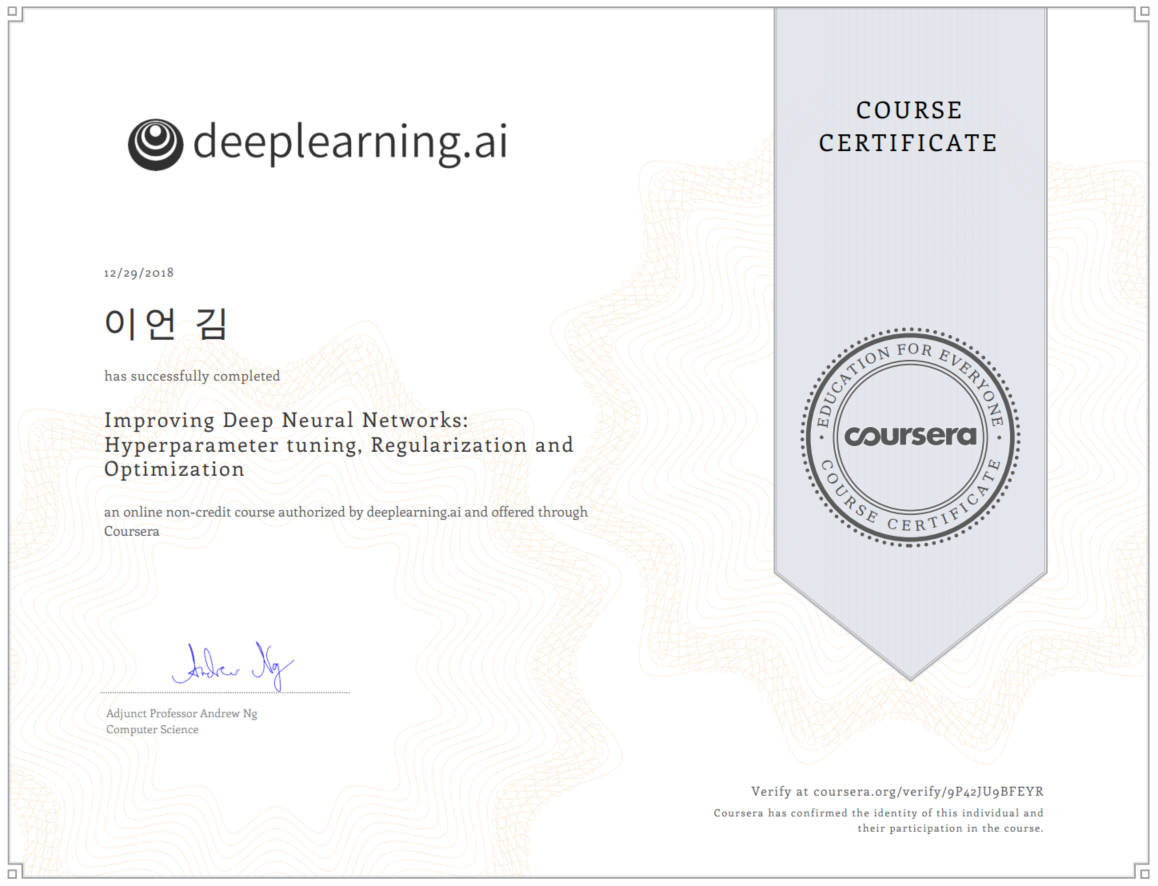 deeplearning.ai
COURSE
CERTIFICATE
12/29/2018
이언 김
has successfully completed
Improving Deep Neural Networks:
Hyperparameter tuning, Regularization and
Optimization
an online non-credit course authorized by deeplearning.ai and offered through
Coursera
EDUCATION FOR EVERYONE
coursera
COURSE CERTIFICATE
Andrew Ng
Adjunct Professor Andrew Ng
Computer Science
Verify at coursera.org/verify/9P42JU9BFEYR
Coursera has confirmed the identity of this individual and
their participation in the course.